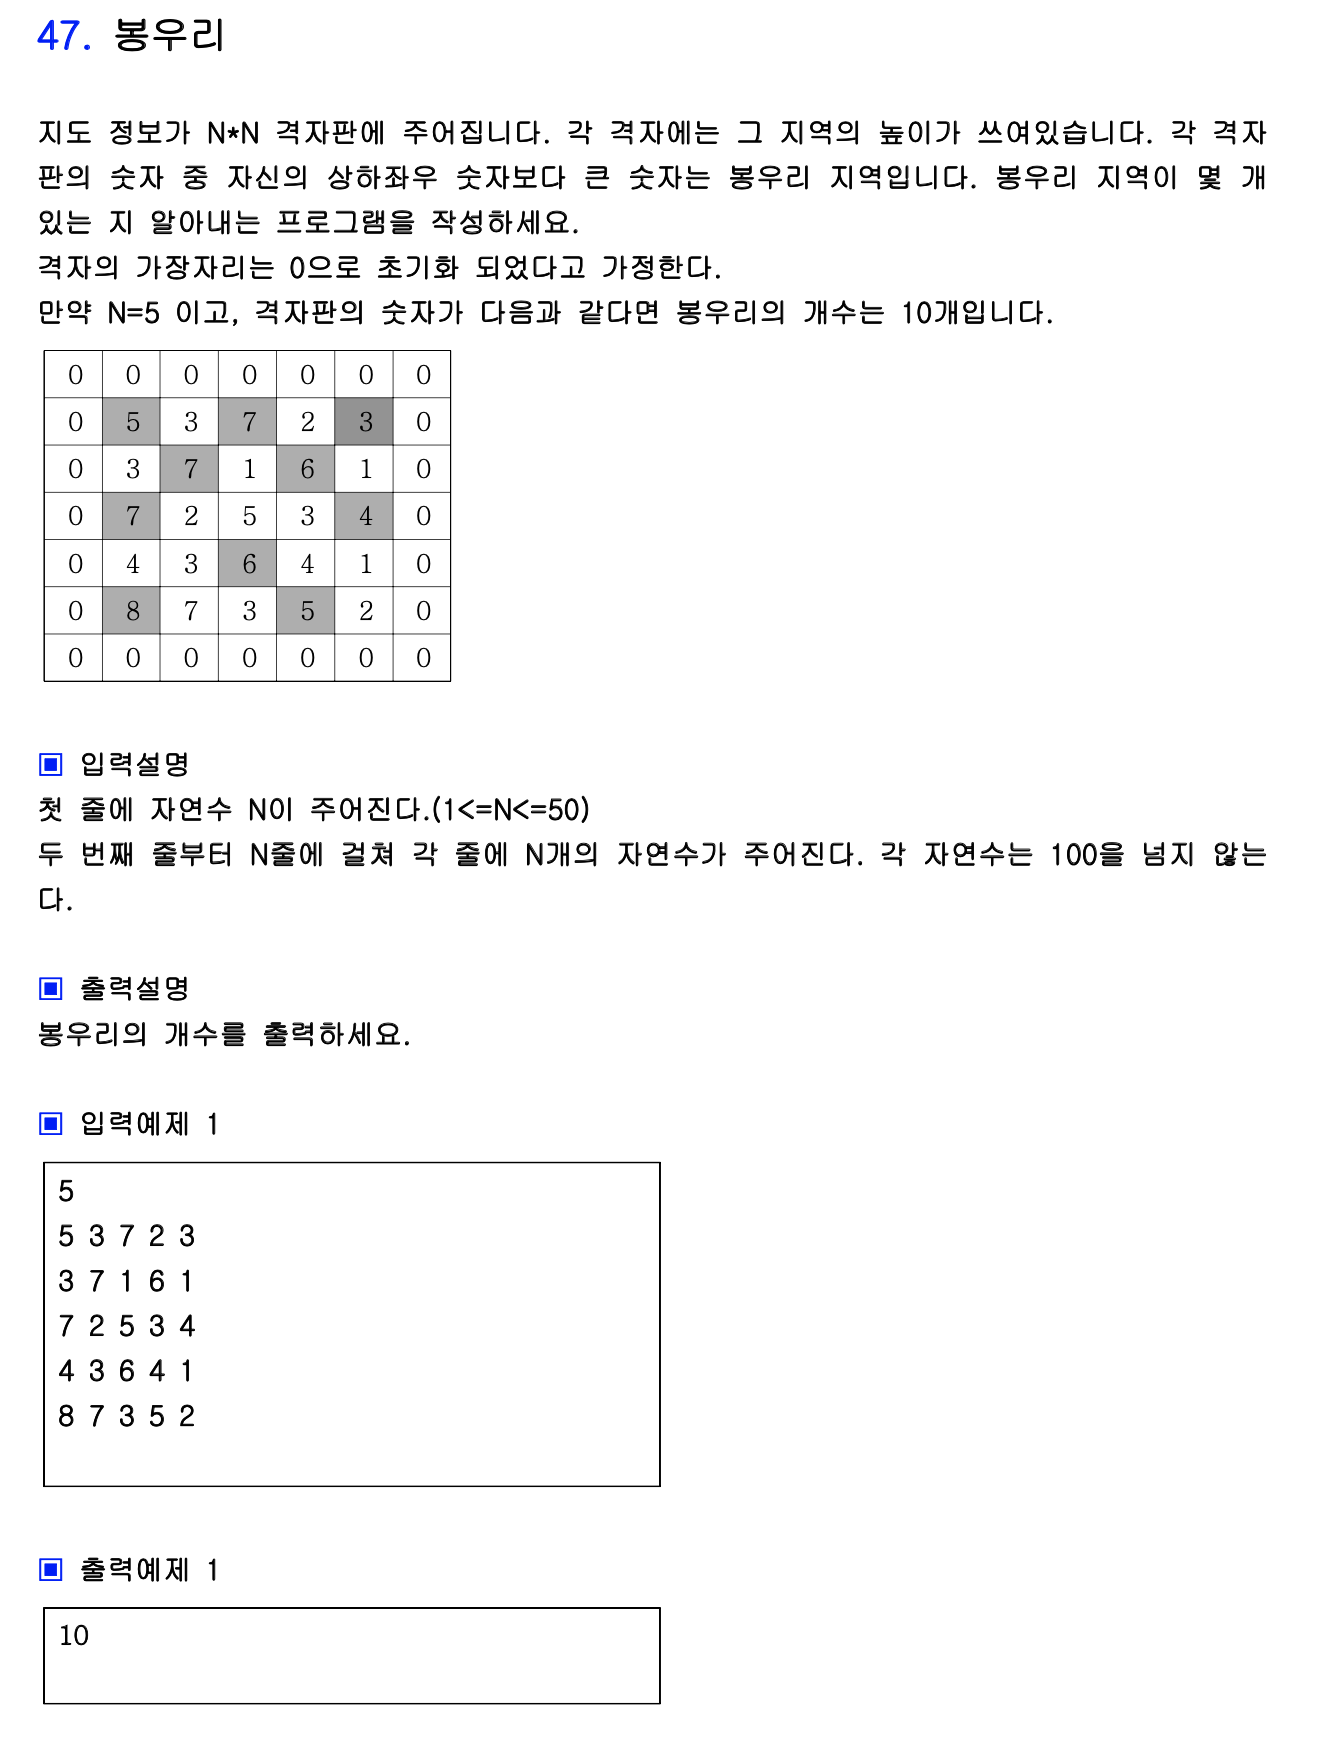 47. 봉우리
지도 정보가 N*N 격자판에 주어집니다. 각 격자에는 그 지역의 높이가 쓰여있습니다. 각 격자
판의 숫자 중 자신의 상하좌우 숫자보다 큰 숫자는 봉우리 지역입니다. 봉우리 지역이 몇 개
있는 지 알아내는 프로그램을 작성하세요.
격자의 가장자리는 0으로 초기화 되었다고 가정한다.
만약 N=5 이고, 격자판의 숫자가 다음과 같다면 봉우리의 개수는 10개입니다.
0 0 0 0 0 0 0
0 5 3 7 2 3 0
0 3 7 1 6 1 0
0 7 2 5 3 4 0
0 4 3 6 4 1 0
0 8 7 3 5 2 0
0 0 0 0 0 0 0
▣ 입력설명
첫 줄에 자연수 N이 주어진다.(1<=N<=50)
두 번째 줄부터 N줄에 걸쳐 각 줄에 N개의 자연수가 주어진다. 각 자연수는 100을 넘지 않는
다.
▣ 출력설명
봉우리의 개수를 출력하세요.
▣ 입력예제 1
5
5 3 7 2 3
3 7 1 6 1
7 2 5 3 4
4 3 6 4 1
8 7 3 5 2
▣ 출력예제 1
10